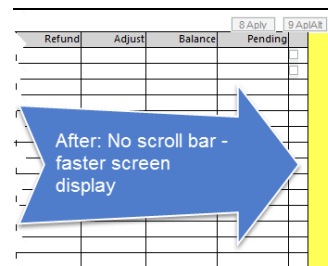 8 Aply 9 AplAlt
Refund Adjust Balance Pending
After: No scroll bar -
faster screen
display